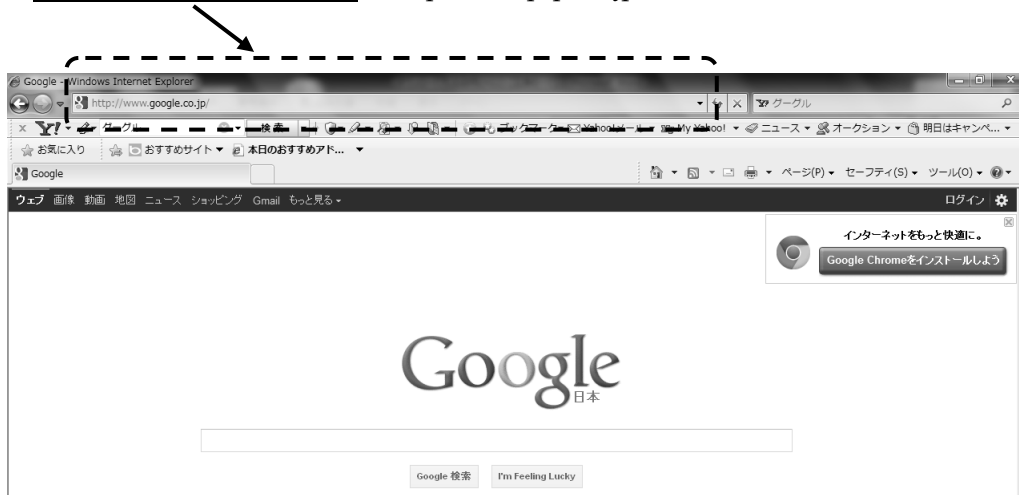 Google - Windows Internet Explorer
http://www.google.co.jp/ グーグル
Y! グーグル 検索 ブックマーク Yahoo!メール My Yahoo! ニュース オークション 明日はキャンペ...
お気に入り おすすめサイト 本日のおすすめアド...
Google ページ(P) セーフティ(S) ツール(O)
ウェブ 画像 動画 地図 ニュース ショッピング Gmail もっと見る ログイン
インターネットをもっと快適に。
Google Chromeをインストールしよう
Google
日本
Google 検索 I'm Feeling Lucky